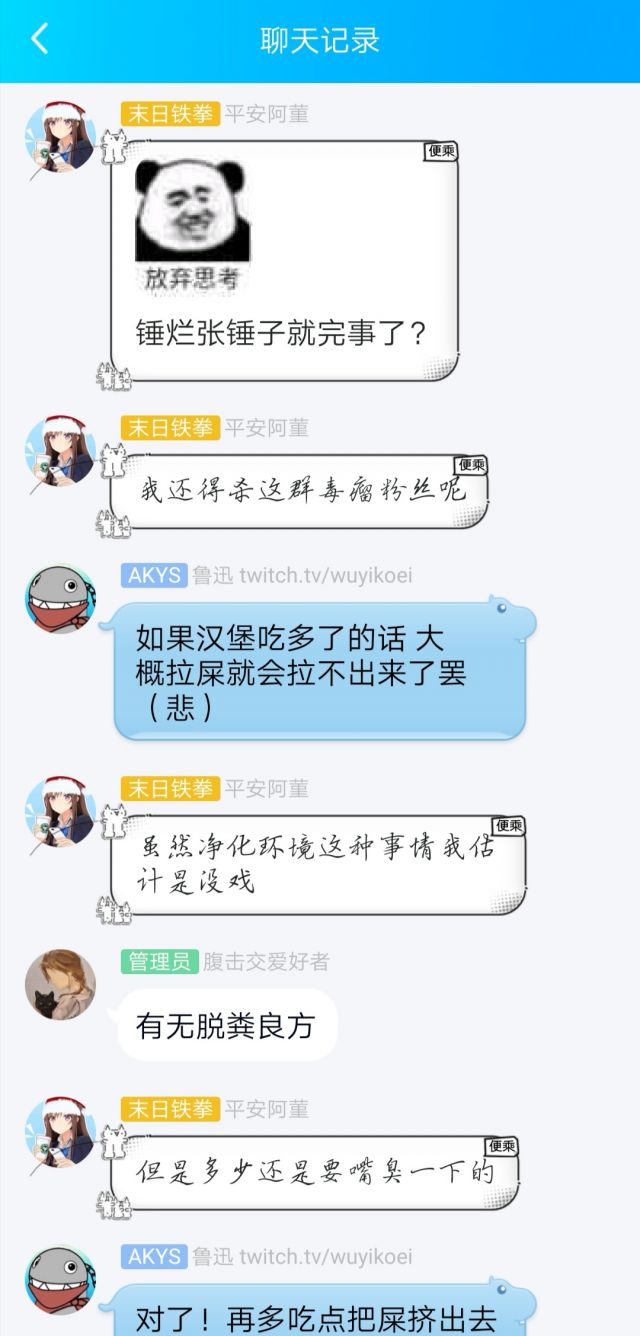 聊天记录
末日铁拳 平安阿董
便乘
放弃思考
锤烂张锤子就完事了?
末日铁拳 平安阿董
便乘
我还得杀这群毒瘤粉丝呢
AKYS 鲁迅 twitch.tv/wuyikoei
如果汉堡吃多了的话 大
概拉屎就会拉不出来了罢
（悲）
末日铁拳 平安阿董
便乘
虽然净化环境这种事情我估
计是没戏
管理员 腹击交爱好者
有无脱粪良方
末日铁拳 平安阿董
便乘
但是多少还是要嘴臭一下的
AKYS 鲁迅 twitch.tv/wuyikoei
对了！再多吃点把屎挤出去